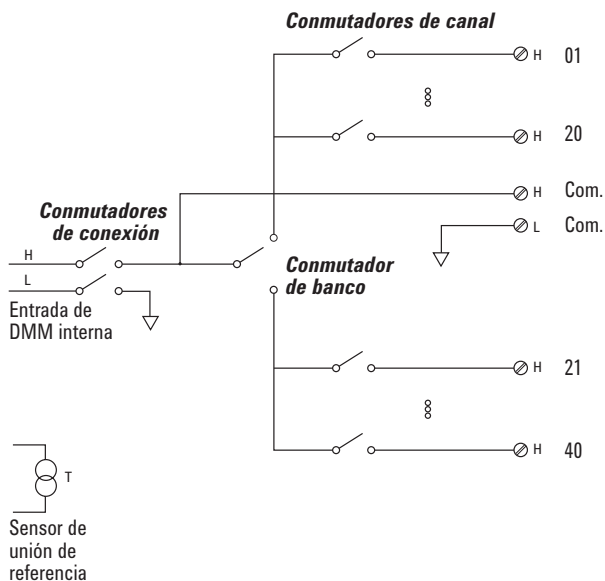 Conmutadores de canal
H 01
H 20
H Com.
L Com.
Conmutadores
de conexión
H
L
Entrada de
DMM interna
Conmutador
de banco
H 21
H 40
T
Sensor de
unión de
referencia